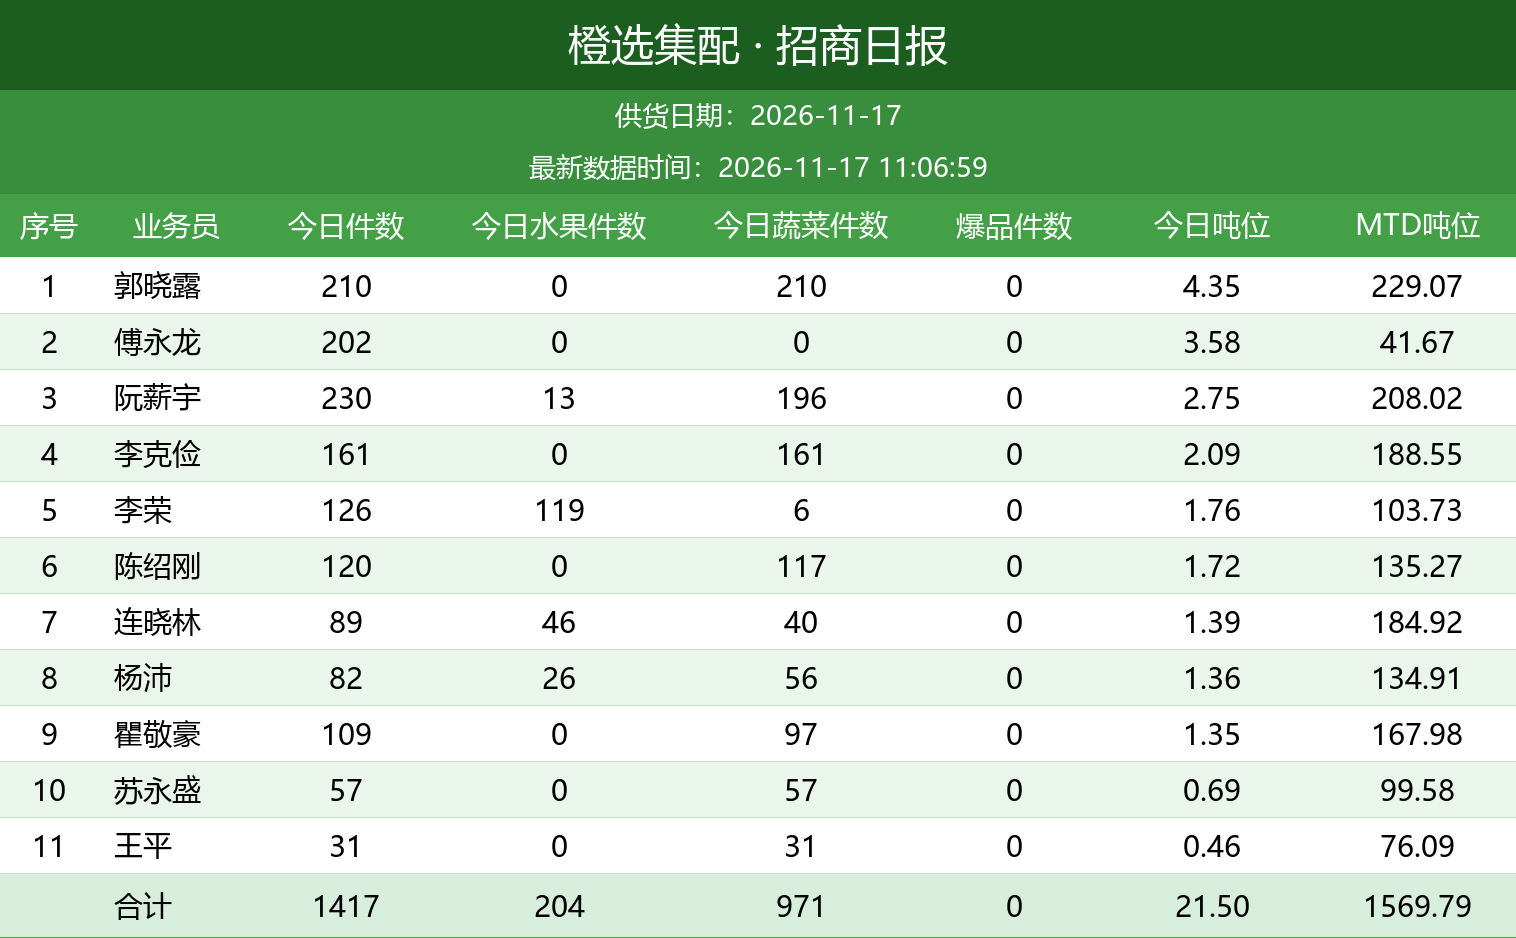 橙选集配 · 招商日报
供货日期：2026-11-17
最新数据时间：2026-11-17 11:06:59
序号 业务员 今日件数 今日水果件数 今日蔬菜件数 爆品件数 今日吨位 MTD吨位
1 郭晓露 210 0 210 0 4.35 229.07
2 傅永龙 202 0 0 0 3.58 41.67
3 阮薪宇 230 13 196 0 2.75 208.02
4 李克俭 161 0 161 0 2.09 188.55
5 李荣 126 119 6 0 1.76 103.73
6 陈绍刚 120 0 117 0 1.72 135.27
7 连晓林 89 46 40 0 1.39 184.92
8 杨沛 82 26 56 0 1.36 134.91
9 瞿敬豪 109 0 97 0 1.35 167.98
10 苏永盛 57 0 57 0 0.69 99.58
11 王平 31 0 31 0 0.46 76.09
合计 1417 204 971 0 21.50 1569.79